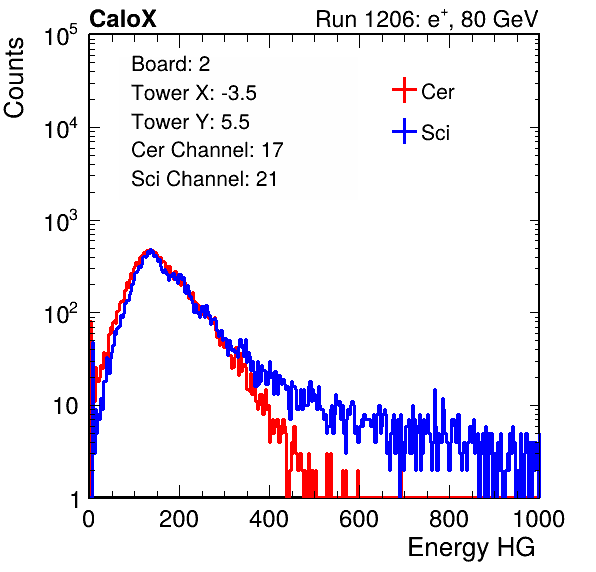 CaloX Run 1206: e⁺, 80 GeV
Counts
10⁵
10⁴
10³
10²
10
1
Board: 2
Tower X: -3.5
Tower Y: 5.5
Cer Channel: 17
Sci Channel: 21
Cer
Sci
0 200 400 600 800 1000
Energy HG